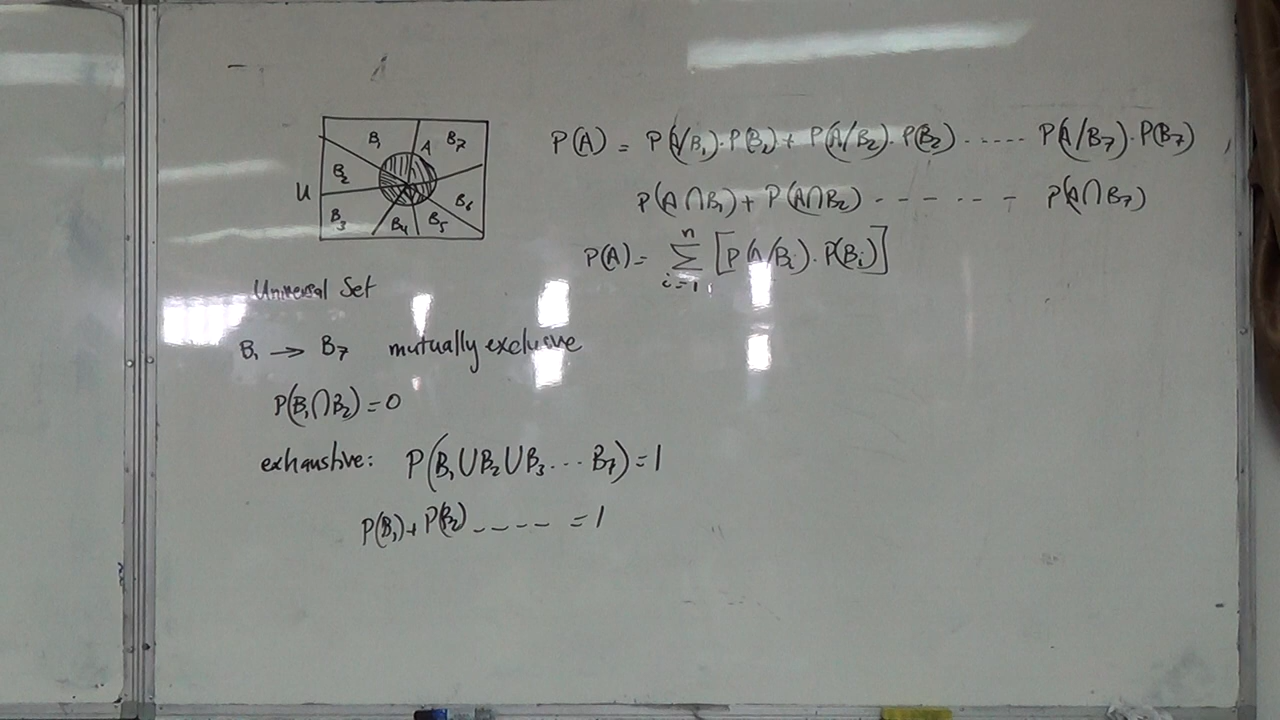 B₁ A B₇
B₂
U B₆
B₃ B₄ B₅
Universal Set
B₁ → B₇ mutually exclusive
P(B₁∩B₂)=0
exhaustive: P(B₁∪B₂∪B₃... B₇)=1
P(B₁)+P(B₂)----- =1
P(A) = P(A/B₁).P(B₁)+ P(A/B₂).P(B₂)...... P(A/B₇).P(B₇)
P(A∩B₁)+ P(A∩B₂) - - - - - - - P(A∩B₇)
P(A)= n∑i=1 [P(A/Bᵢ).P(Bᵢ)]